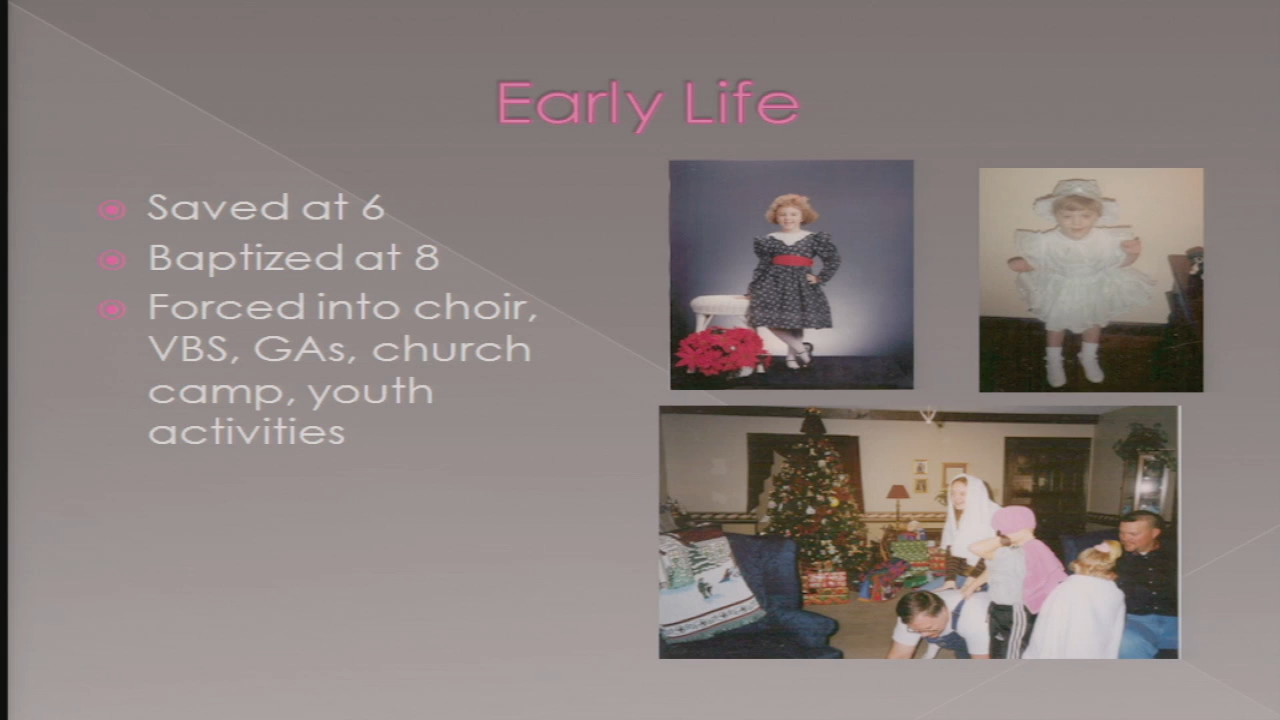 Early Life
Saved at 6
Baptized at 8
Forced into choir,
VBS, GAs, church
camp, youth
activities